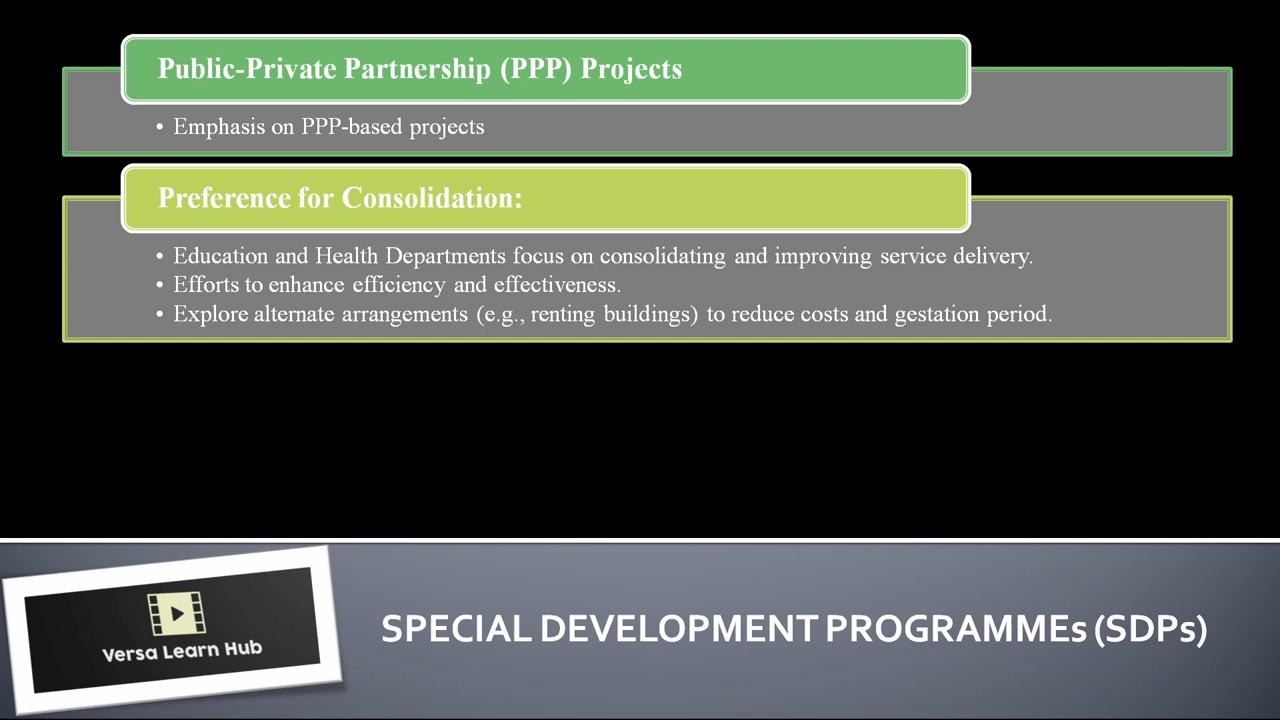 Public-Private Partnership (PPP) Projects
• Emphasis on PPP-based projects
Preference for Consolidation:
• Education and Health Departments focus on consolidating and improving service delivery.
• Efforts to enhance efficiency and effectiveness.
• Explore alternate arrangements (e.g., renting buildings) to reduce costs and gestation period.
Versa Learn Hub
SPECIAL DEVELOPMENT PROGRAMMEs (SDPs)